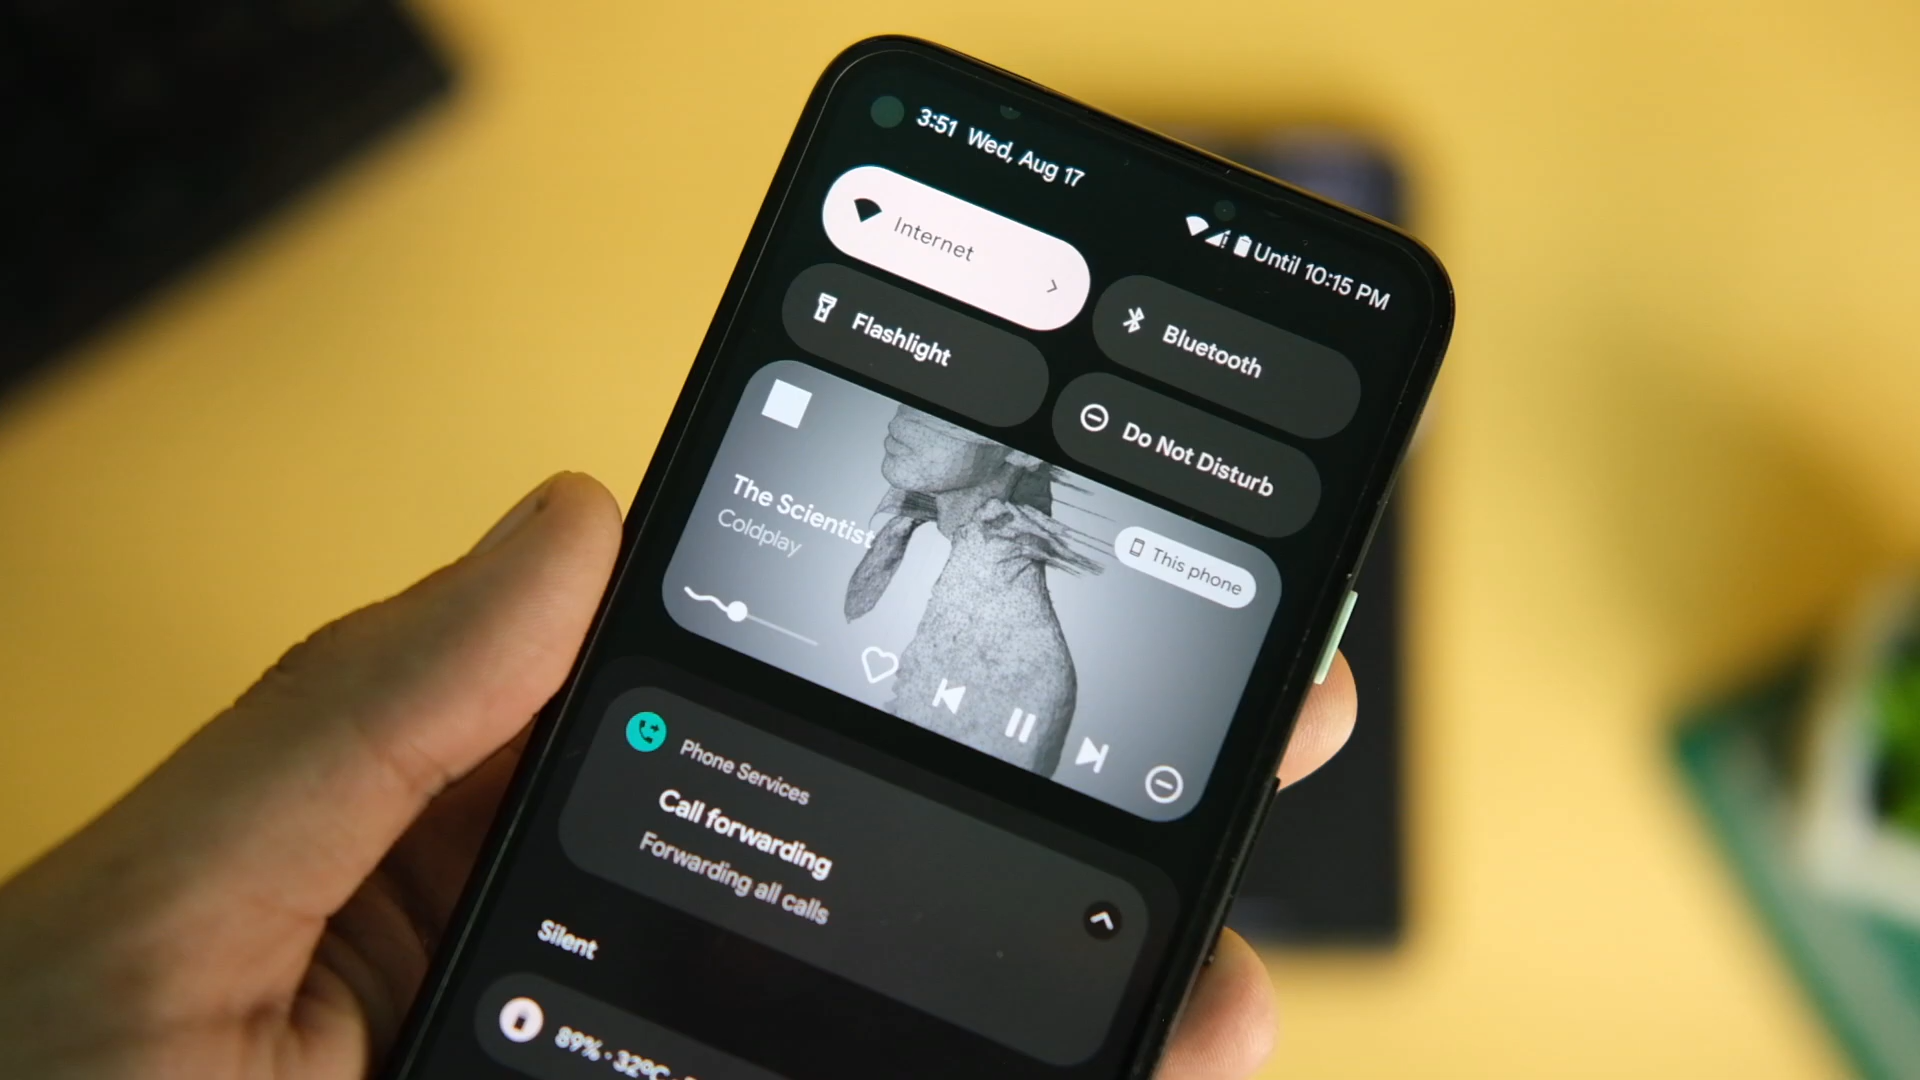 3:51 Wed, Aug 17
Until 10:15 PM
Internet
Bluetooth
Flashlight
Do Not Disturb
The Scientist
Coldplay
This phone
Phone Services
Call forwarding
Forwarding all calls
Silent
89% · 32°C ·